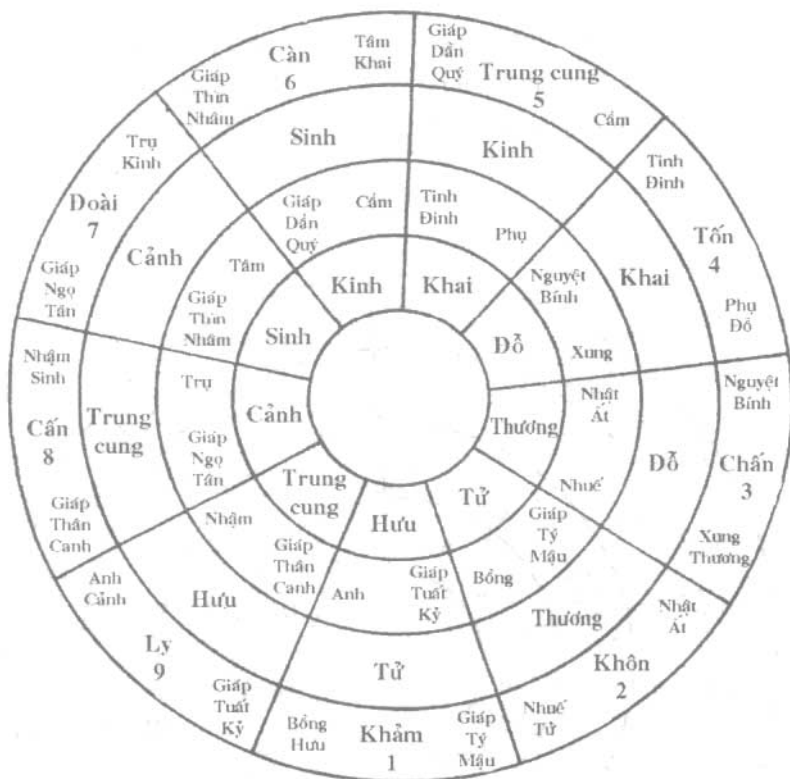 Giáp
Thìn
Nhâm
Càn
6
Tâm
Khai
Giáp
Dần
Quý
Trung cung
5
Cầm
Tinh
Đinh
Tốn
4
Phụ
Đỗ
Nguyệt
Bính
Chấn
3
Xung
Thương
Nhật
Ất
Khôn
2
Nhuế
Tử
Giáp
Tý
Mậu
Khảm
1
Bồng
Hưu
Giáp
Tuất
Kỷ
Ly
9
Anh
Cảnh
Giáp
Thân
Canh
Cấn
8
Nhậm
Sinh
Giáp
Ngọ
Tân
Đoài
7
Trụ
Kinh
Sinh
Kinh
Khai
Đỗ
Thương
Tử
Hưu
Trung
cung
Cảnh
Giáp
Dần
Quý
Cầm
Tinh
Đinh
Phụ
Nguyệt
Bính
Xung
Nhật
Ất
Nhuế
Giáp
Tý
Mậu
Bồng
Giáp
Tuất
Kỷ
Anh
Giáp
Thân
Canh
Nhậm
Giáp
Ngọ
Tân
Trụ
Giáp
Thìn
Nhâm
Tâm
Kinh
Khai
Đỗ
Thương
Tử
Hưu
Trung
cung
Cảnh
Sinh